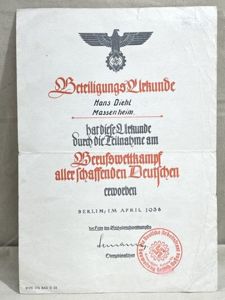 Beteiligungs Urkunde
Hans Diehl
Massenheim
hat diese Urkunde
durch die Teilnahme am
Berufswettkampf
aller schaffenden Deutschen
erworben
BERLIN, IM APRIL 1938